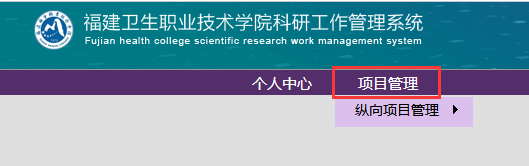 福建卫生职业技术学院科研工作管理系统
Fujian health college scientific research work management system
个人中心 项目管理
纵向项目管理